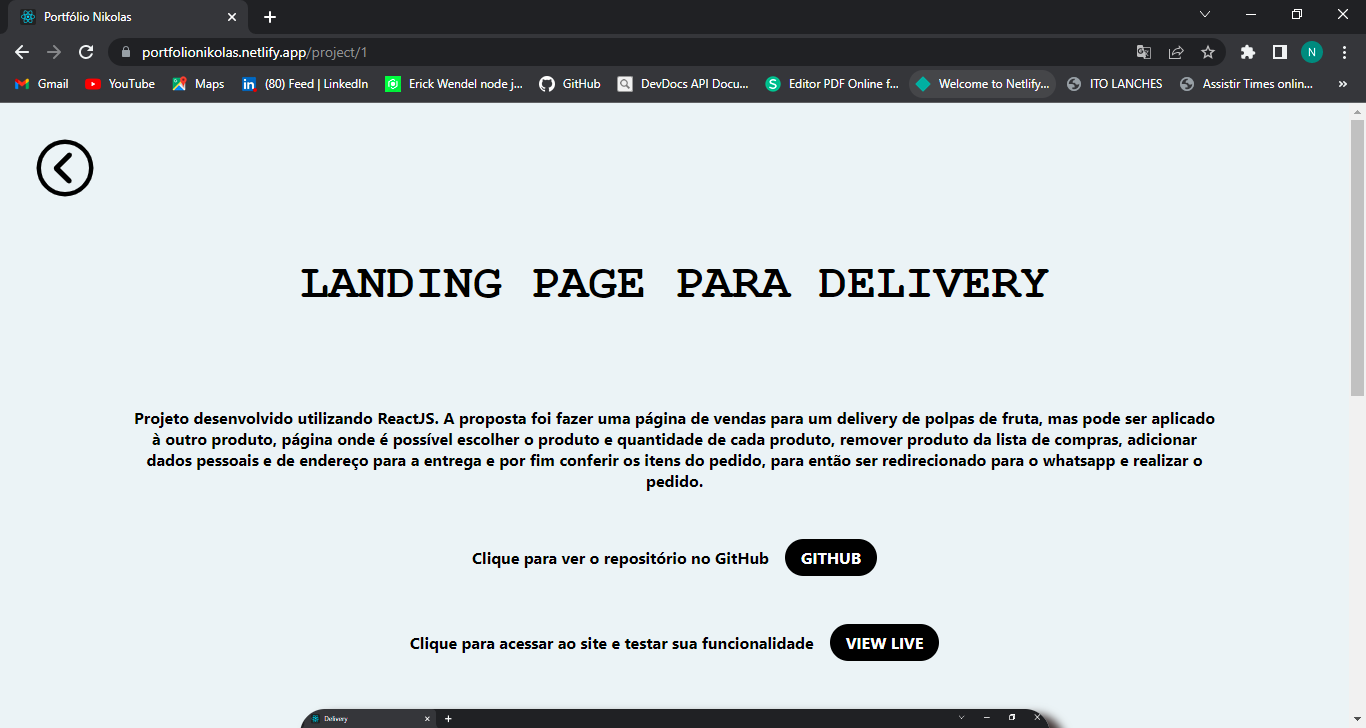 Portfólio Nikolas
portfolionikolas.netlify.app/project/1
N
Gmail
YouTube
Maps
(80) Feed | LinkedIn
Erick Wendel node j...
GitHub
DevDocs API Docu...
Editor PDF Online f...
Welcome to Netlify...
ITO LANCHES
Assistir Times onlin...
»
LANDING PAGE PARA DELIVERY
Projeto desenvolvido utilizando ReactJS. A proposta foi fazer uma página de vendas para um delivery de polpas de fruta, mas pode ser aplicado
à outro produto, página onde é possível escolher o produto e quantidade de cada produto, remover produto da lista de compras, adicionar
dados pessoais e de endereço para a entrega e por fim conferir os itens do pedido, para então ser redirecionado para o whatsapp e realizar o
pedido.
Clique para ver o repositório no GitHub GITHUB
Clique para acessar ao site e testar sua funcionalidade VIEW LIVE
Delivery